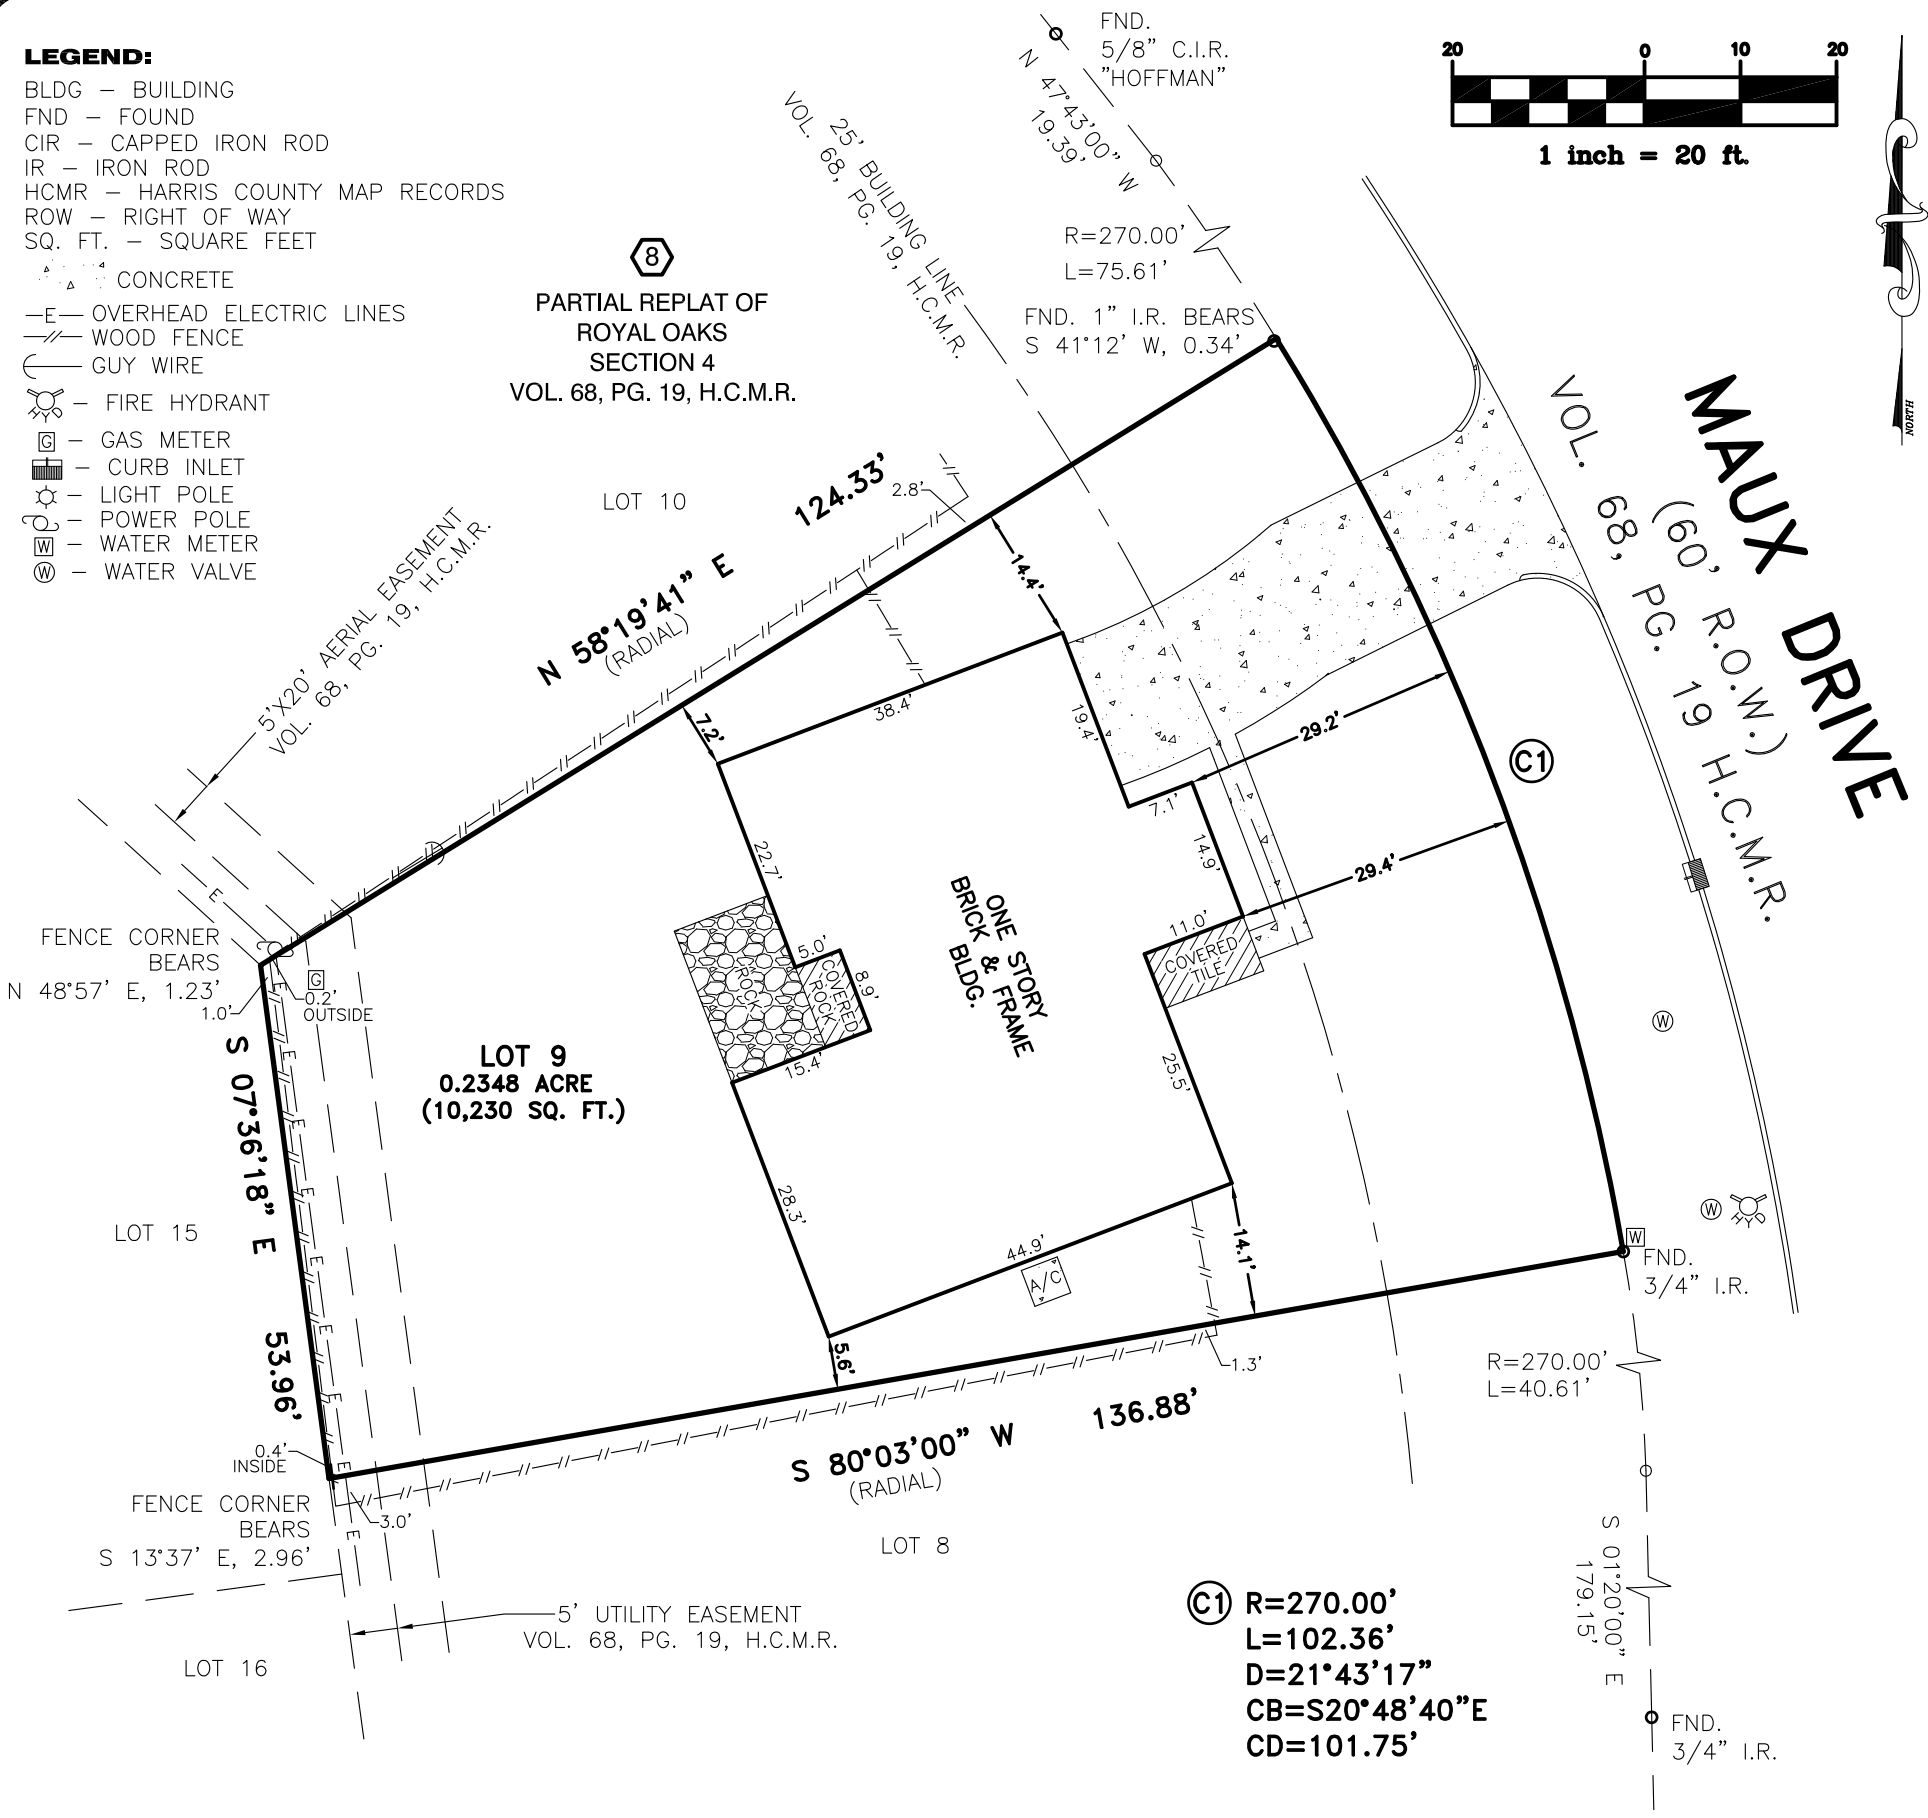 LEGEND:
BLDG – BUILDING
FND – FOUND
CIR – CAPPED IRON ROD
IR – IRON ROD
HCMR – HARRIS COUNTY MAP RECORDS
ROW – RIGHT OF WAY
SQ. FT. – SQUARE FEET
CONCRETE
—E— OVERHEAD ELECTRIC LINES
—//— WOOD FENCE
GUY WIRE
HYD – FIRE HYDRANT
G – GAS METER
– CURB INLET
– LIGHT POLE
– POWER POLE
W – WATER METER
W – WATER VALVE
8
PARTIAL REPLAT OF
ROYAL OAKS
SECTION 4
VOL. 68, PG. 19, H.C.M.R.
LOT 10
25' BUILDING LINE
VOL. 68, PG. 19, H.C.M.R.
FND.
5/8" C.I.R.
"HOFFMAN"
N 47°43'00" W
19.39'
R=270.00'
L=75.61'
FND. 1" I.R. BEARS
S 41°12' W, 0.34'
20 0 10 20
1 inch = 20 ft.
NORTH
MAUX DRIVE
(60' R.O.W.)
VOL. 68, PG. 19 H.C.M.R.
124.33'
N 58°19'41" E
(RADIAL)
2.8'
14.4'
7.2'
38.4'
19.4'
7.1'
29.2'
14.9'
29.4'
C1
22.7'
5.0'
8.9'
15.4'
28.3'
44.9'
25.5'
11.0'
14.1'
5.6'
1.3'
COVERED
TILE
COVERED
ROCK
ROCK
ROCK
ONE STORY
BRICK & FRAME
BLDG.
A/C
5'X20' AERIAL EASEMENT
VOL. 68, PG. 19, H.C.M.R.
E
FENCE CORNER
BEARS
N 48°57' E, 1.23'
1.0'
G
0.2'
OUTSIDE
E
E
E
E
E
E
E
E
E
E
S 07°36'18" E
53.96'
LOT 9
0.2348 ACRE
(10,230 SQ. FT.)
LOT 15
0.4'
INSIDE
FENCE CORNER
BEARS
S 13°37' E, 2.96'
3.0'
S 80°03'00" W
136.88'
(RADIAL)
LOT 8
5' UTILITY EASEMENT
VOL. 68, PG. 19, H.C.M.R.
LOT 16
W
W
HYD
W
FND.
3/4" I.R.
R=270.00'
L=40.61'
S 01°20'00" E
179.15'
FND.
3/4" I.R.
C1 R=270.00'
L=102.36'
D=21°43'17"
CB=S20°48'40"E
CD=101.75'